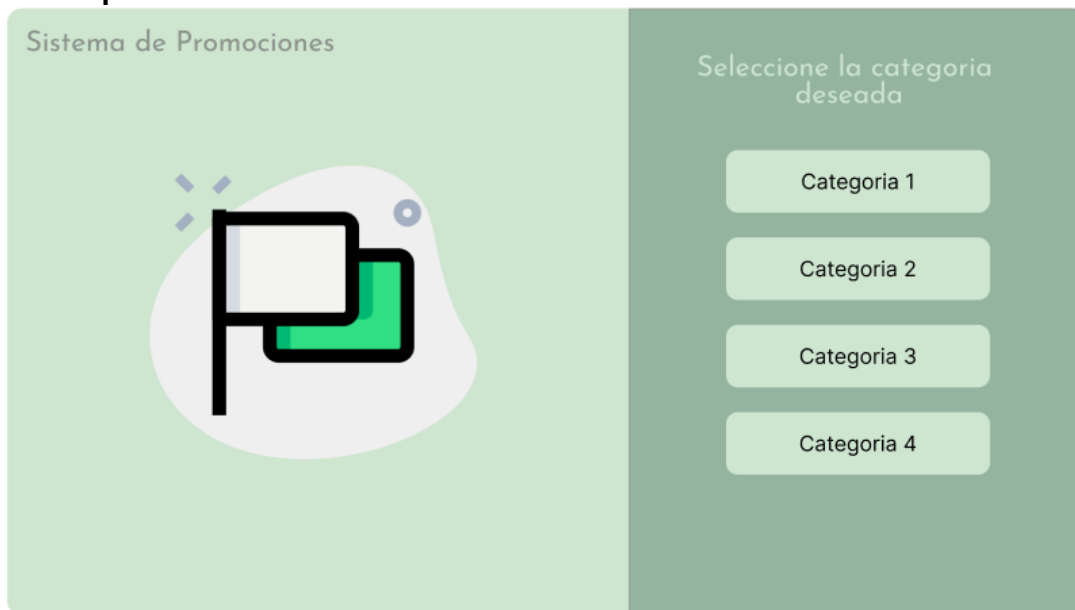 Sistema de Promociones
Seleccione la categoria
deseada
Categoria 1
Categoria 2
Categoria 3
Categoria 4